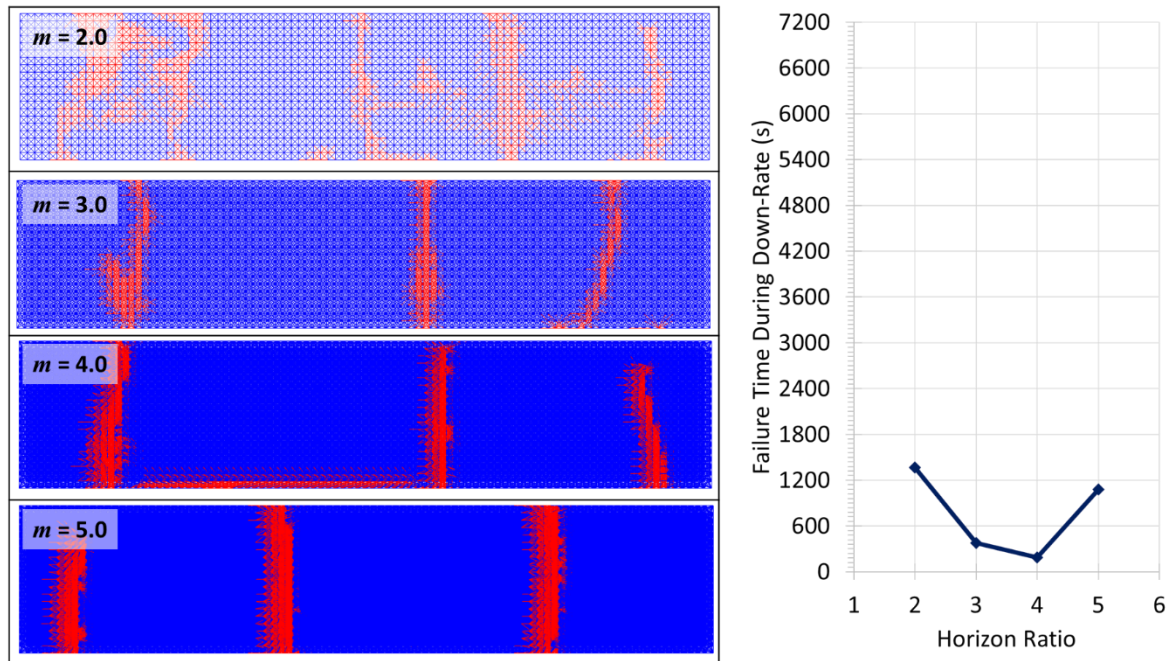 m = 2.0
m = 3.0
m = 4.0
m = 5.0
Failure Time During Down-Rate (s)
7200
6600
6000
5400
4800
4200
3600
3000
2400
1800
1200
600
0
1 2 3 4 5 6
Horizon Ratio